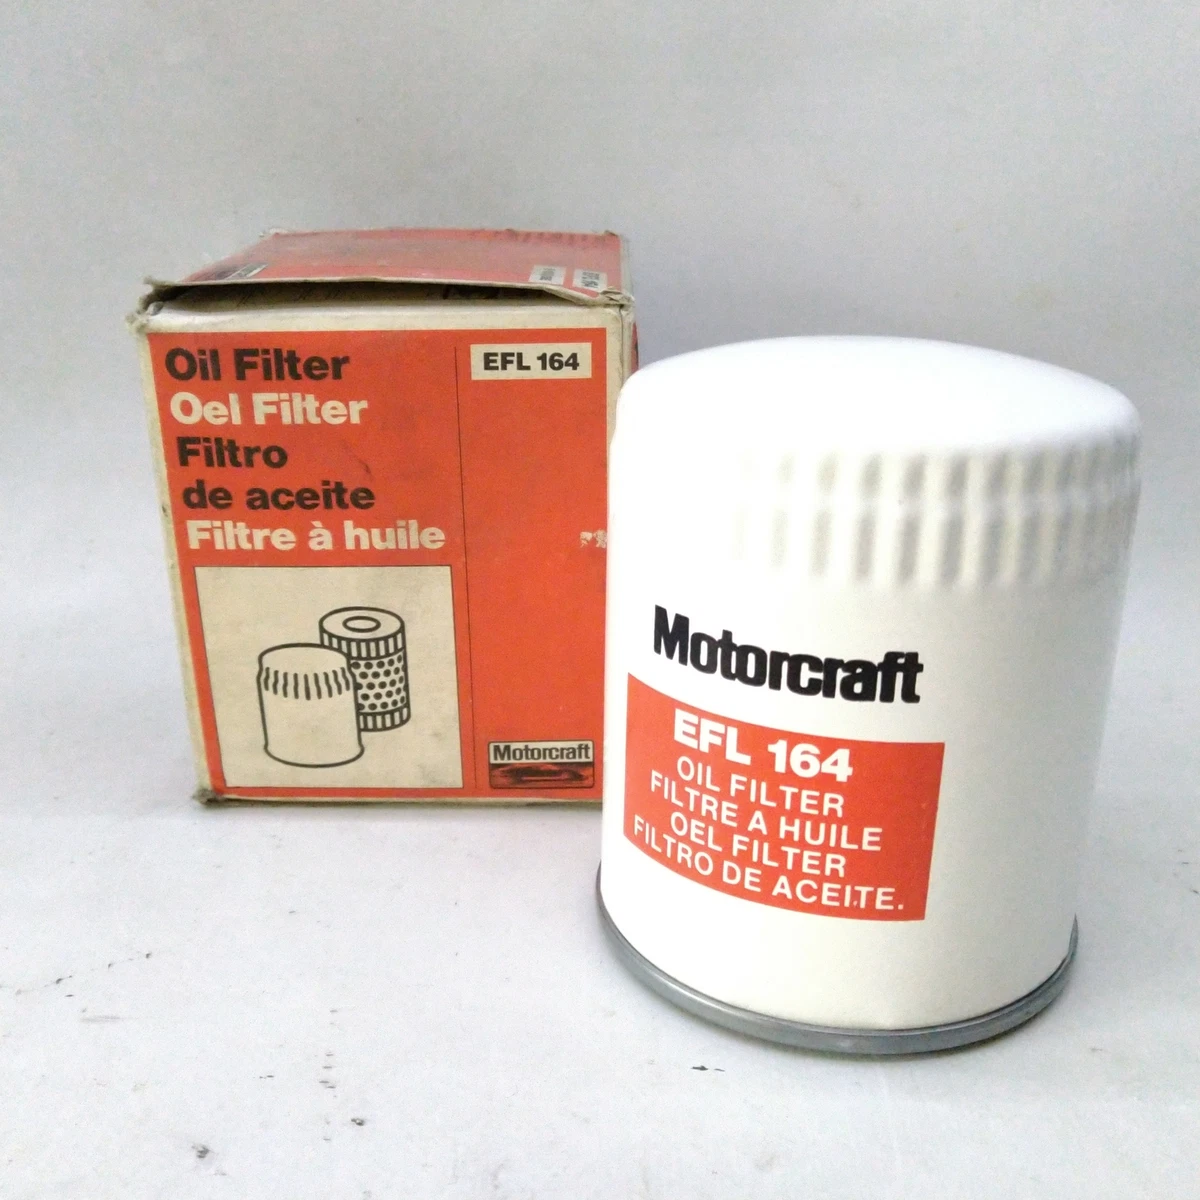 Oil Filter
Oel Filter
Filtro
de aceite
Filtre à huile
EFL 164
Motorcraft
Motorcraft
EFL 164
OIL FILTER
FILTRE A HUILE
OEL FILTER
FILTRO DE ACEITE.